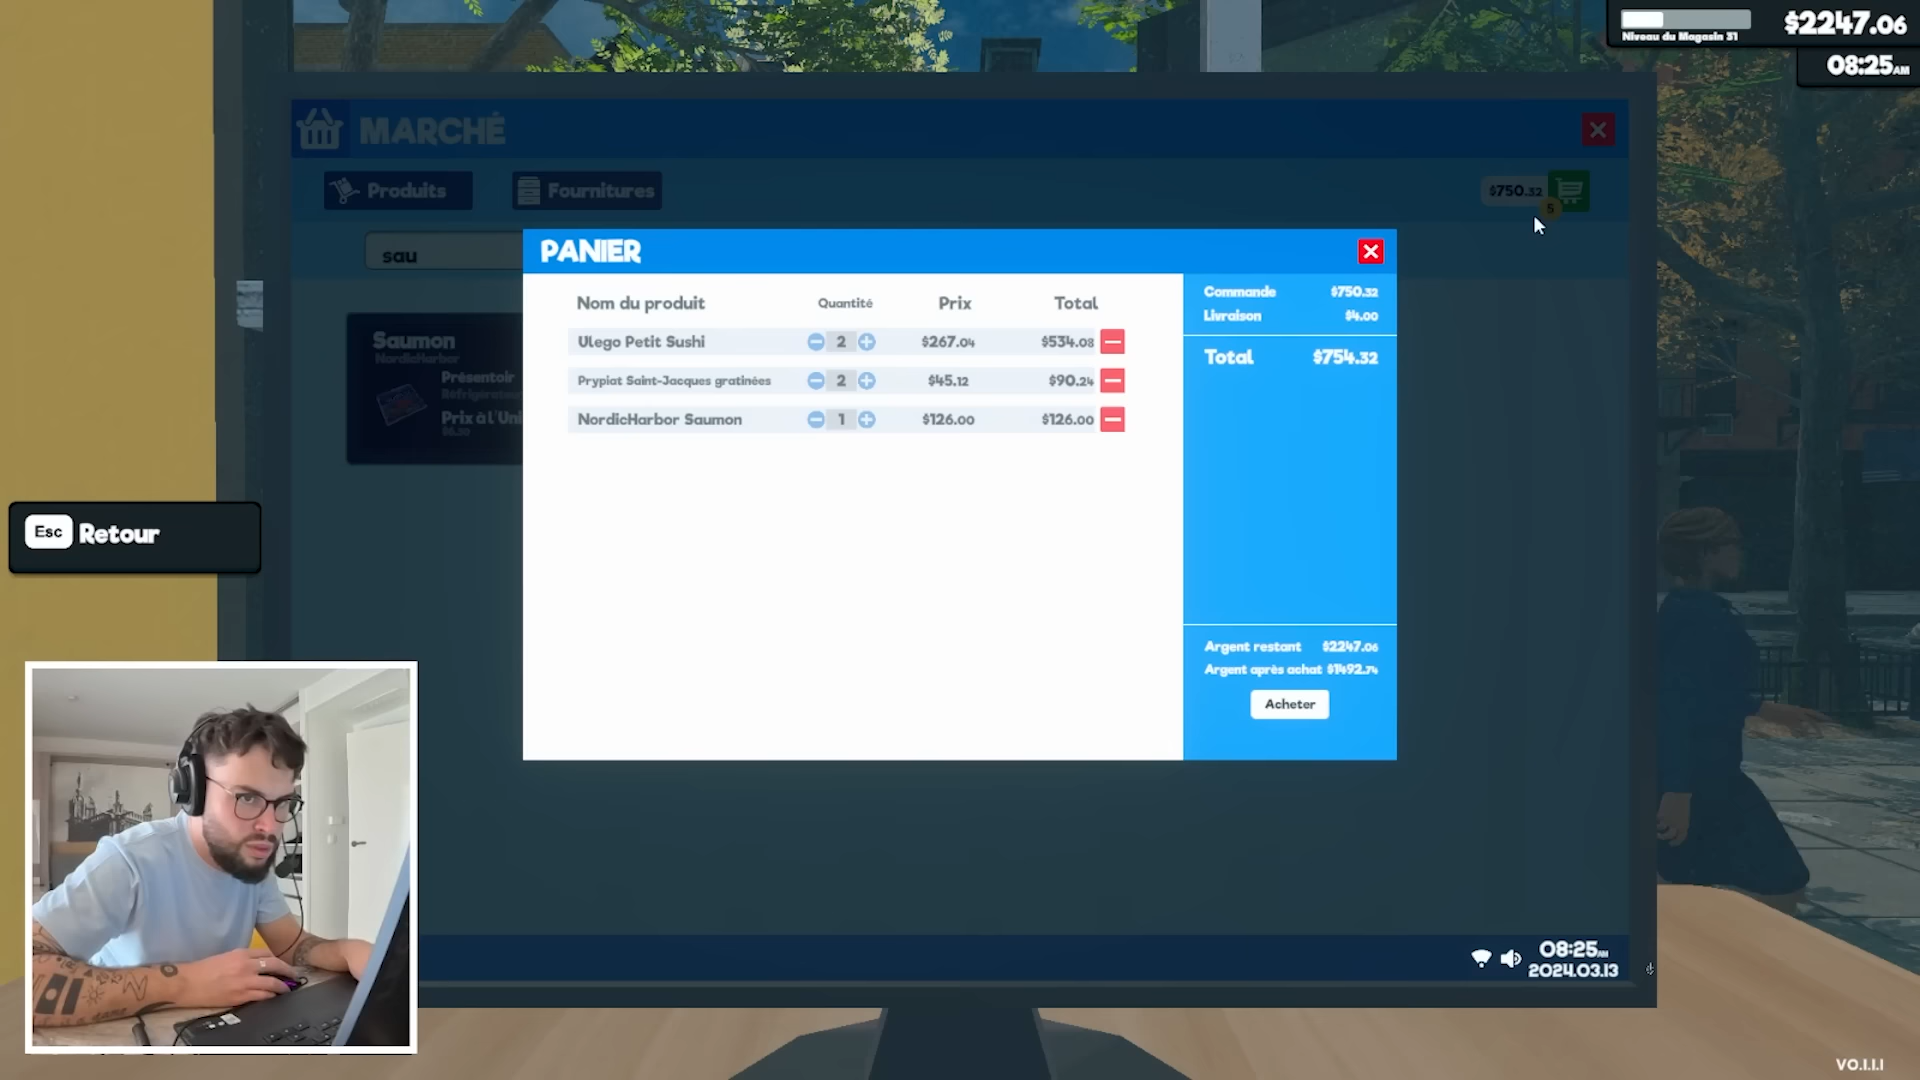 Niveau du Magasin 31
$2247.06
08:25AM
MARCHÉ
Produits
Fournitures
$750.32
5
sau
Saumon
NordicHarbor
Présentoir
Prix à l'Uni
PANIER
Nom du produit Quantité Prix Total
Ulego Petit Sushi 2 $267.04 $534.08
Prypiat Saint-Jacques gratinées 2 $45.12 $90.24
NordicHarbor Saumon 1 $126.00 $126.00
Commande $750.32
Livraison $4.00
Total $754.32
Argent restant $2247.06
Argent après achat $1492.74
Acheter
Esc Retour
08:25AM
2024.03.13
V0.1.1.1